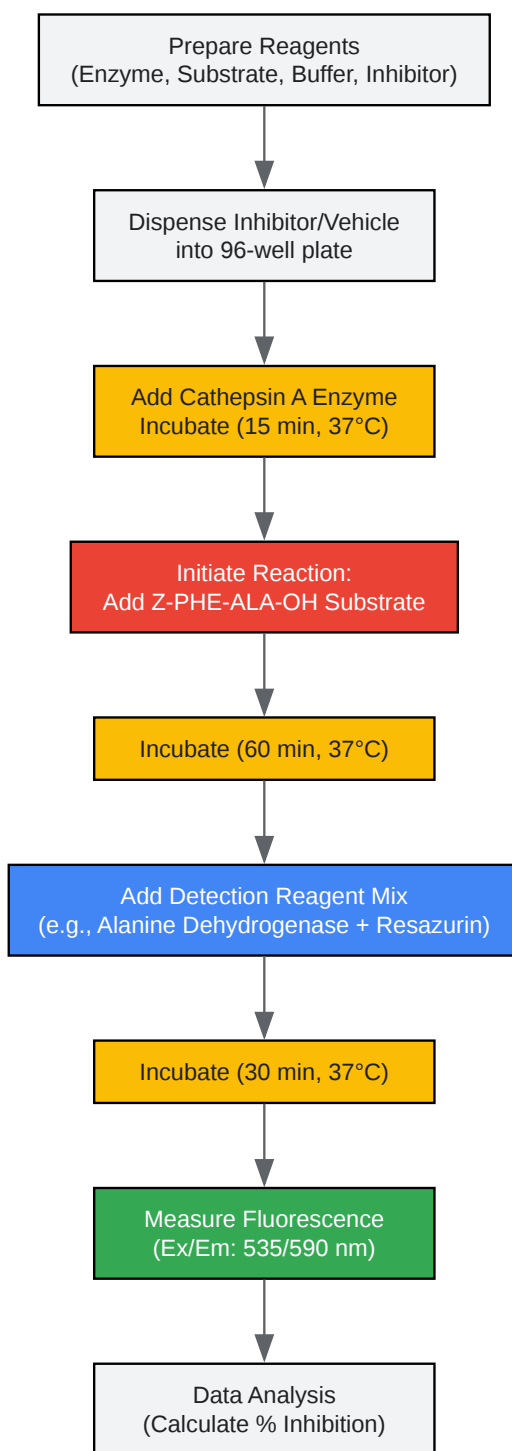 Prepare Reagents
(Enzyme, Substrate, Buffer, Inhibitor)
Dispense Inhibitor/Vehicle
into 96-well plate
Add Cathepsin A Enzyme
Incubate (15 min, 37°C)
Initiate Reaction:
Add Z-PHE-ALA-OH Substrate
Incubate (60 min, 37°C)
Add Detection Reagent Mix
(e.g., Alanine Dehydrogenase + Resazurin)
Incubate (30 min, 37°C)
Measure Fluorescence
(Ex/Em: 535/590 nm)
Data Analysis
(Calculate % Inhibition)